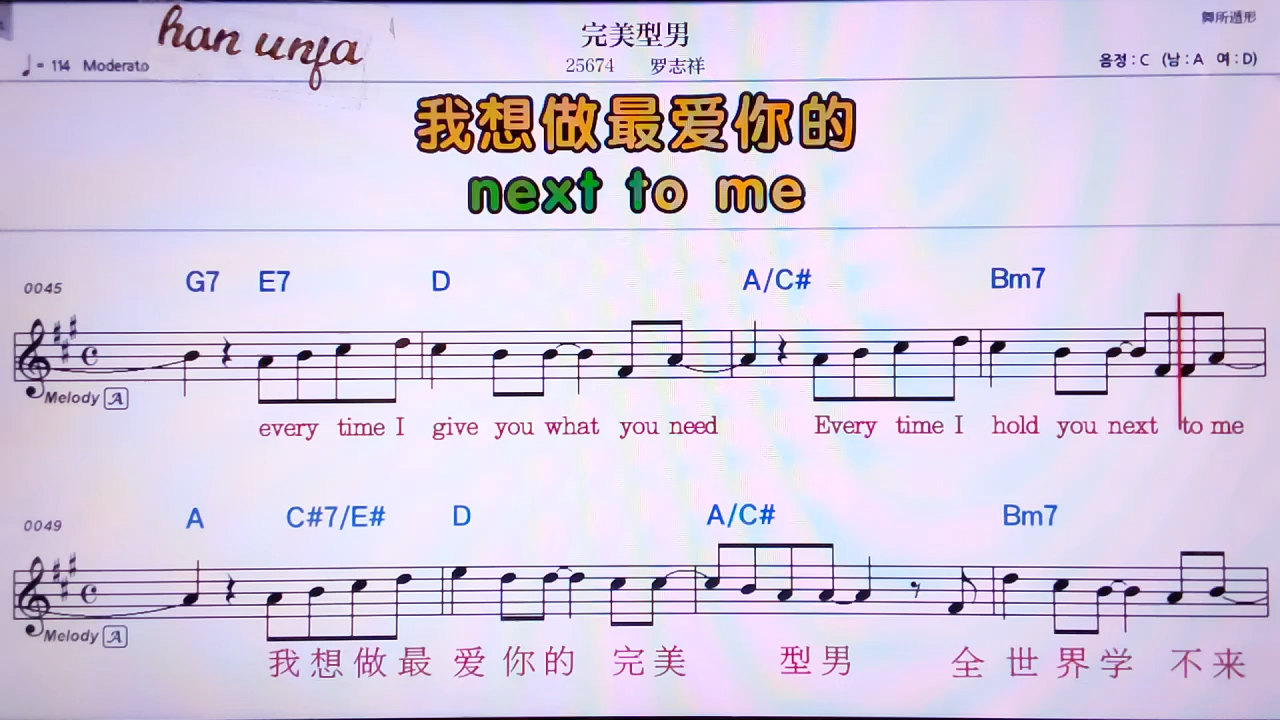 han unfa
완美型男
25674 罗志祥
舞所遁形
♩= 114 Moderato
음정 : C (남 : A 여 : D)
我想做最爱你的
next to me
0045 G7 E7 D A/C# Bm7
Melody A
every time I give you what you need Every time I hold you next to me
0049 A C#7/E# D A/C# Bm7
Melody A
我想做最爱你的完美型男全世界学不来